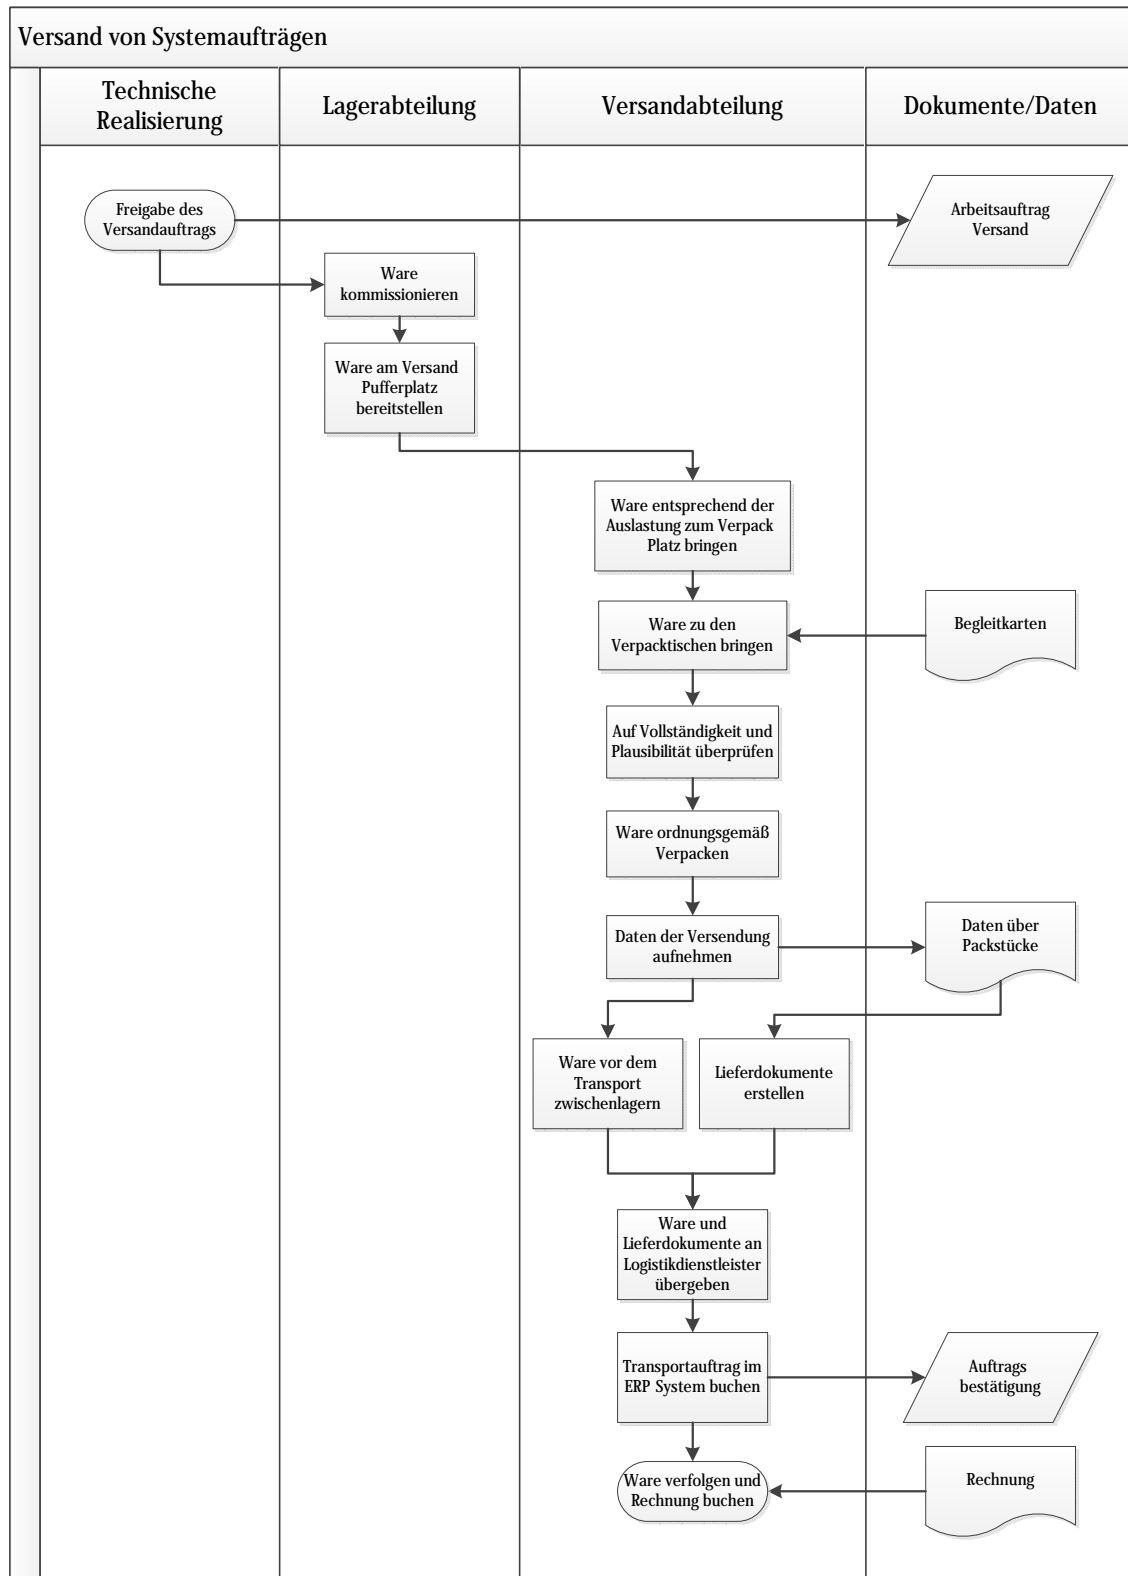 Versand von Systemaufträgen
Technische
Realisierung
Lagerabteilung
Versandabteilung
Dokumente/Daten
Freigabe des
Versandauftrags
Arbeitsauftrag
Versand
Ware
kommissionieren
Ware am Versand
Pufferplatz
bereitstellen
Ware entsprechend der
Auslastung zum Verpack
Platz bringen
Ware zu den
Verpacktischen bringen
Begleitkarten
Auf Vollständigkeit und
Plausibilität überprüfen
Ware ordnungsgemäß
Verpacken
Daten der Versendung
aufnehmen
Daten über
Packstücke
Ware vor dem
Transport
zwischenlagern
Lieferdokumente
erstellen
Ware und
Lieferdokumente an
Logistikdienstleister
übergeben
Transportauftrag im
ERP System buchen
Auftrags
bestätigung
Ware verfolgen und
Rechnung buchen
Rechnung